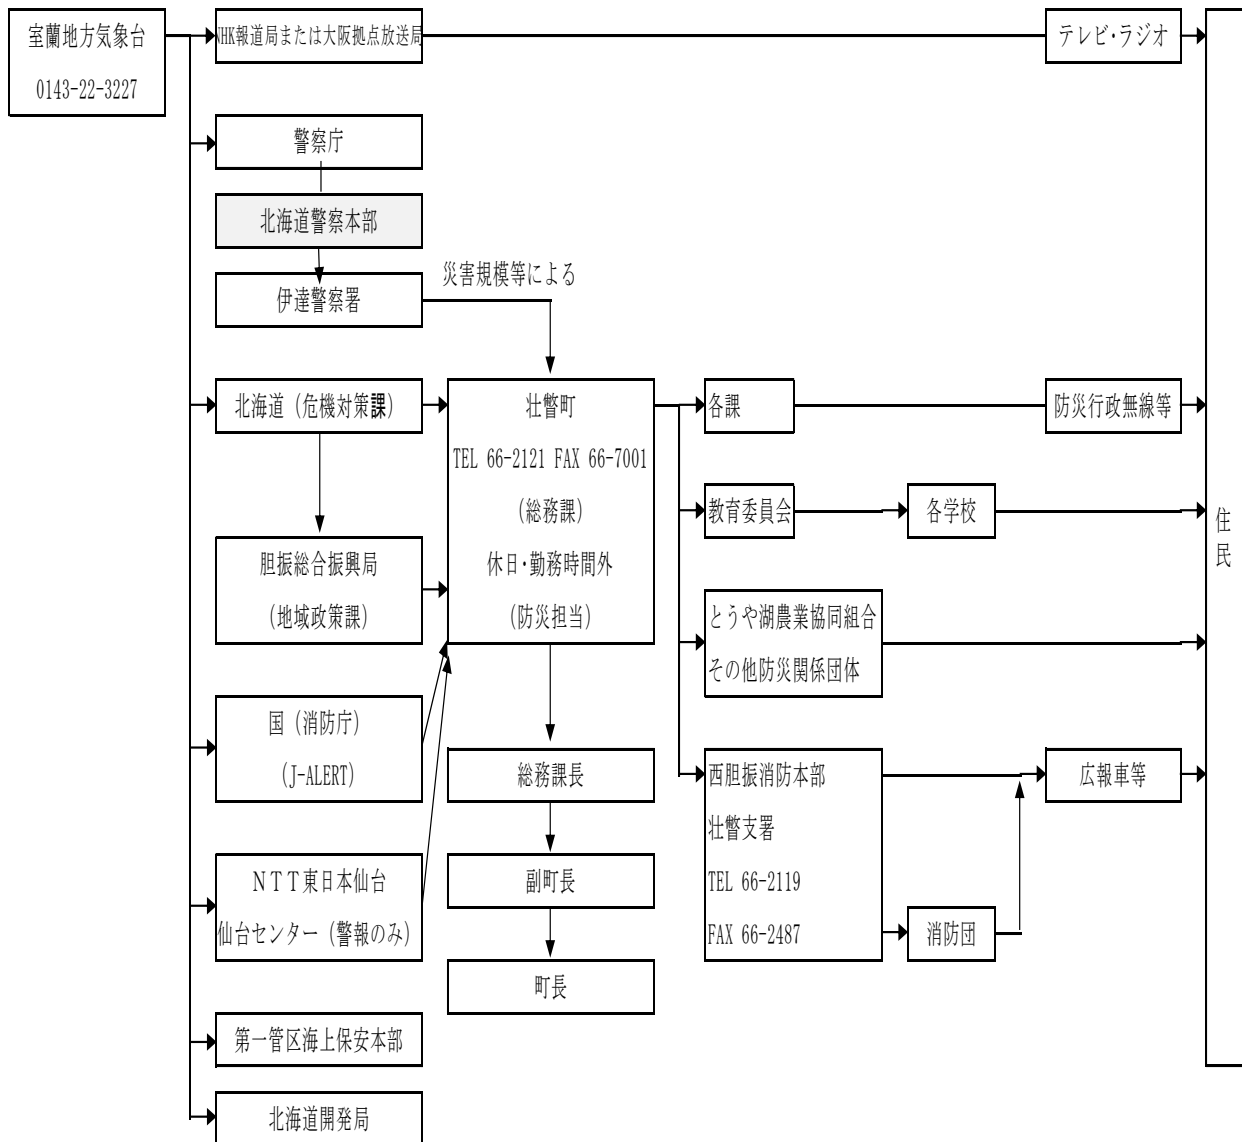 室蘭地方気象台
0143-22-3227
NHK報道局または大阪拠点放送局
テレビ・ラジオ
警察庁
北海道警察本部
伊達警察署
災害規模等による
北海道（危機対策課）
壮瞥町
TEL 66-2121 FAX 66-7001
（総務課）
休日・勤務時間外
（防災担当）
各課
防災行政無線等
教育委員会
各学校
住民
胆振総合振興局
（地域政策課）
とうや湖農業協同組合
その他防災関係団体
国（消防庁）
（J-ALERT）
総務課長
副町長
町長
西胆振消防本部
壮瞥支署
TEL 66-2119
FAX 66-2487
広報車等
消防団
ＮＴＴ東日本仙台
仙台センター（警報のみ）
第一管区海上保安本部
北海道開発局